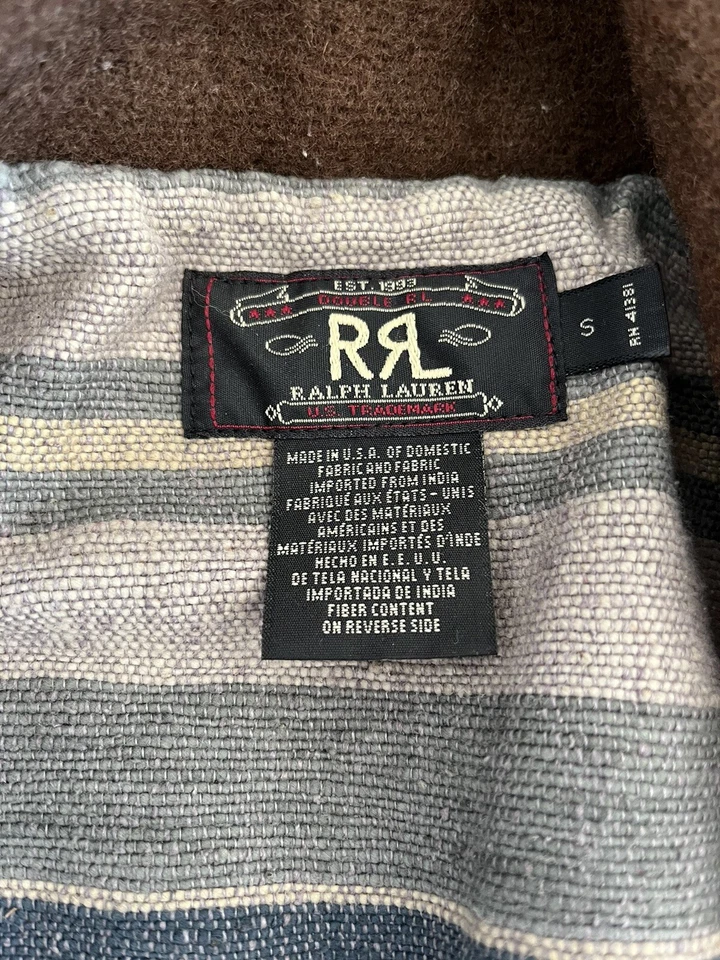 EST. 1993
DOUBLE RL
RRL
RALPH LAUREN
U.S. TRADEMARK
S
RN 41381
MADE IN U.S.A. OF DOMESTIC
FABRIC AND FABRIC
IMPORTED FROM INDIA
FABRIQUÉ AUX ÉTATS-UNIS
AVEC DES MATÉRIAUX
AMÉRICAINS ET DES
MATÉRIAUX IMPORTÉS D'INDE
HECHO EN E.E.U.U.
DE TELA NACIONAL Y TELA
IMPORTADA DE INDIA
FIBER CONTENT
ON REVERSE SIDE